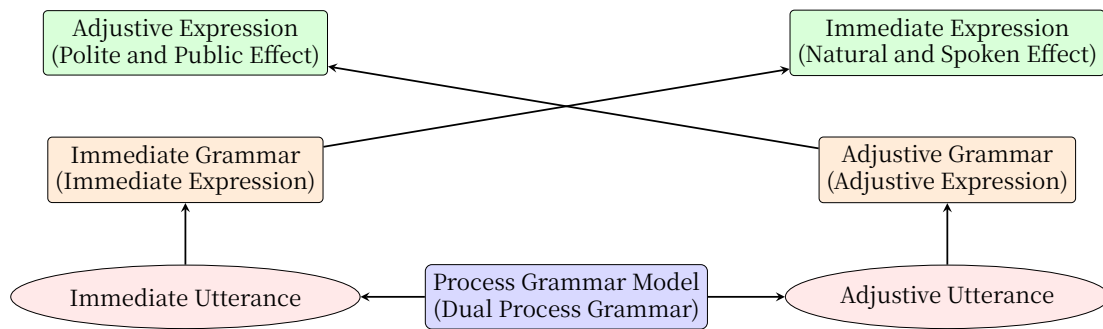 Adjustive Expression
(Polite and Public Effect)
Immediate Expression
(Natural and Spoken Effect)
Immediate Grammar
(Immediate Expression)
Adjustive Grammar
(Adjustive Expression)
Immediate Utterance
Process Grammar Model
(Dual Process Grammar)
Adjustive Utterance